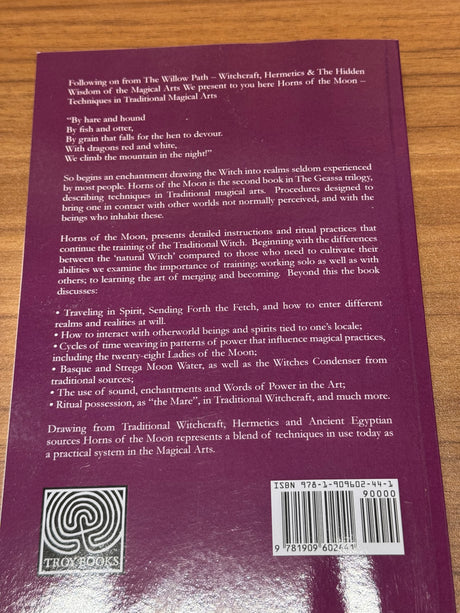 Following on from The Willow Path – Witchcraft, Hermetics & The Hidden
Wisdom of the Magical Arts We present to you here Horns of the Moon –
Techniques in Traditional Magical Arts
“By hare and hound
By fish and otter,
By grain that falls for the hen to devour.
With dragons red and white,
We climb the mountain in the night!”
So begins an enchantment drawing the Witch into realms seldom experienced
by most people. Horns of the Moon is the second book in The Geassa trilogy,
describing techniques in Traditional magical arts. Procedures designed to
bring one in contact with other worlds not normally perceived, and with the
beings who inhabit these.
Horns of the Moon, presents detailed instructions and ritual practices that
continue the training of the Traditional Witch. Beginning with the differences
between the ‘natural Witch’ compared to those who need to cultivate their
abilities we examine the importance of training; working solo as well as with
others; to learning the art of merging and becoming. Beyond this the book
discusses:
• Traveling in Spirit, Sending Forth the Fetch, and how to enter different
realms and realities at will.
• How to interact with otherworld beings and spirits tied to one’s locale;
• Cycles of time weaving in patterns of power that influence magical practices,
including the twenty-eight Ladies of the Moon;
• Basque and Strega Moon Water, as well as the Witches Condenser from
traditional sources;
• The use of sound, enchantments and Words of Power in the Art;
• Ritual possession, as “the Mare”, in Traditional Witchcraft, and much more.
Drawing from Traditional Witchcraft, Hermetics and Ancient Egyptian
sources Horns of the Moon represents a blend of techniques in use today as
a practical system in the Magical Arts.
ISBN 978-1-909602-44-1
90000
9 781909 602441
TROY BOOKS